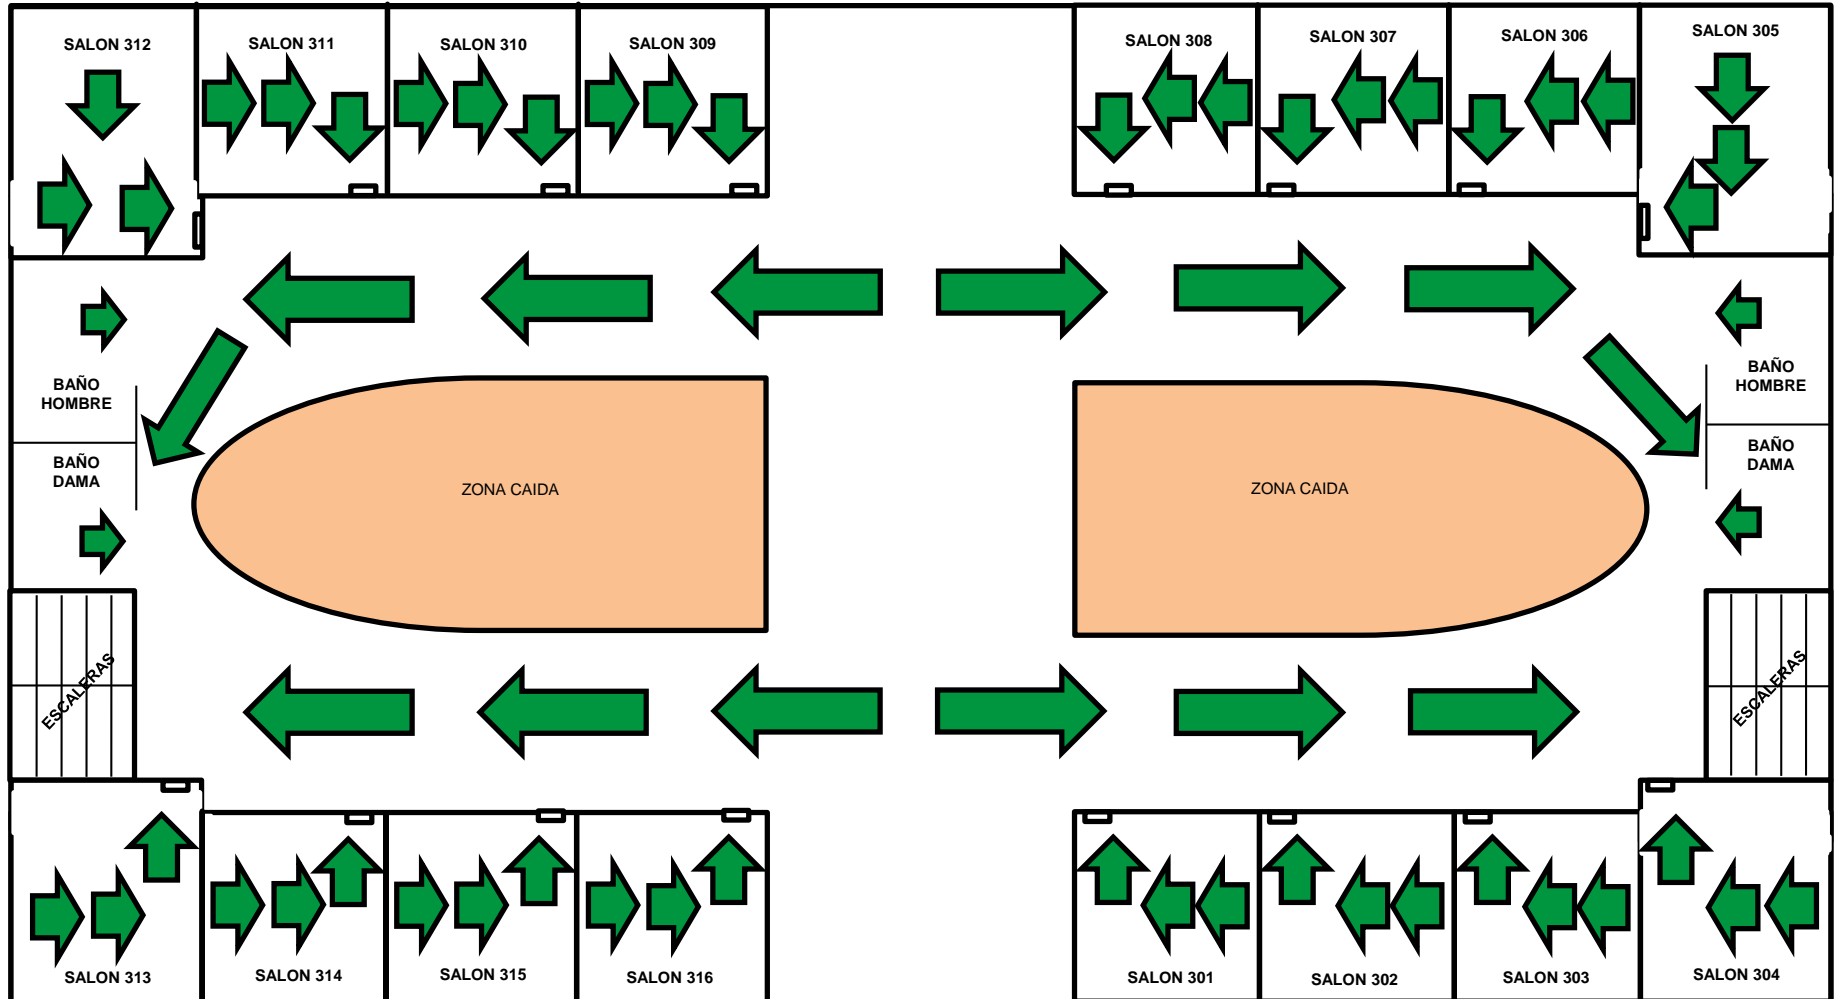 SALON 312
SALON 311
SALON 310
SALON 309
SALON 308
SALON 307
SALON 306
SALON 305
BAÑO
HOMBRE
BAÑO
DAMA
ZONA CAIDA
ZONA CAIDA
BAÑO
HOMBRE
BAÑO
DAMA
ESCALERAS
ESCALERAS
SALON 313
SALON 314
SALON 315
SALON 316
SALON 301
SALON 302
SALON 303
SALON 304